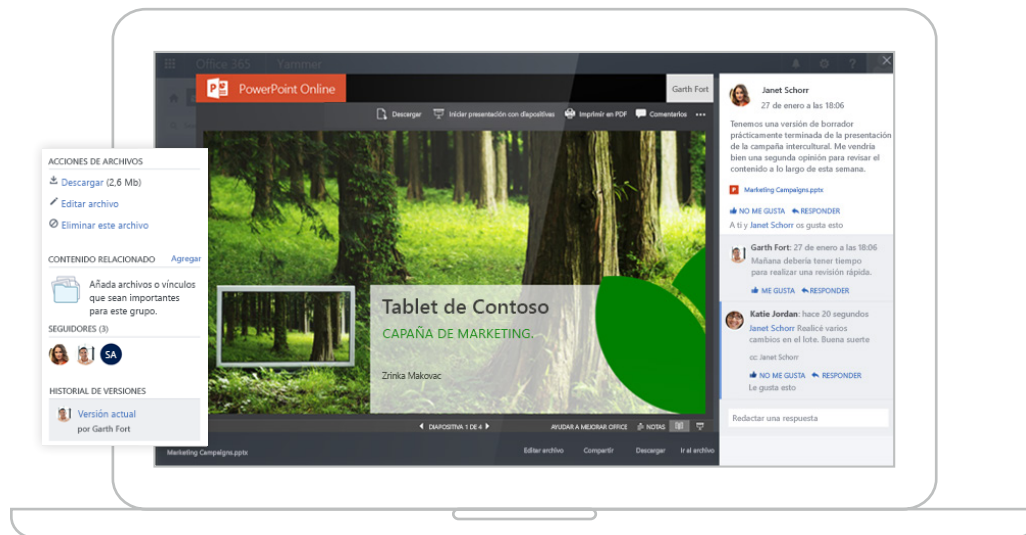 Office 365
Yammer
?
PowerPoint Online
Garth Fort
Descargar
Iniciar presentación con diapositivas
Imprimir en PDF
Comentarios
Tablet de Contoso
CAPAÑA DE MARKETING.
Zrinka Makovac
DIAPOSITIVA 1 DE 4
AYUDAR A MEJORAR OFFICE
NOTAS
Marketing Campaigns.pptx
Editar archivo
Compartir
Descargar
Ir al archivo
ACCIONES DE ARCHIVOS
Descargar (2,6 Mb)
Editar archivo
Eliminar este archivo
CONTENIDO RELACIONADO
Agregar
Añada archivos o vínculos
que sean importantes
para este grupo.
SEGUIDORES (3)
SA
HISTORIAL DE VERSIONES
Versión actual
por Garth Fort
Janet Schorr
27 de enero a las 18:06
Tenemos una versión de borrador
prácticamente terminada de la presentación
de la campaña intercultural. Me vendría
bien una segunda opinión para revisar el
contenido a lo largo de esta semana.
Marketing Campaigns.pptx
NO ME GUSTA RESPONDER
A ti y Janet Schorr os gusta esto
Garth Fort: 27 de enero a las 18:06
Mañana debería tener tiempo
para realizar una revisión rápida.
ME GUSTA RESPONDER
Katie Jordan: hace 20 segundos
Janet Schorr Realicé varios
cambios en el lote. Buena suerte
cc: Janet Schorr
NO ME GUSTA RESPONDER
Le gusta esto
Redactar una respuesta